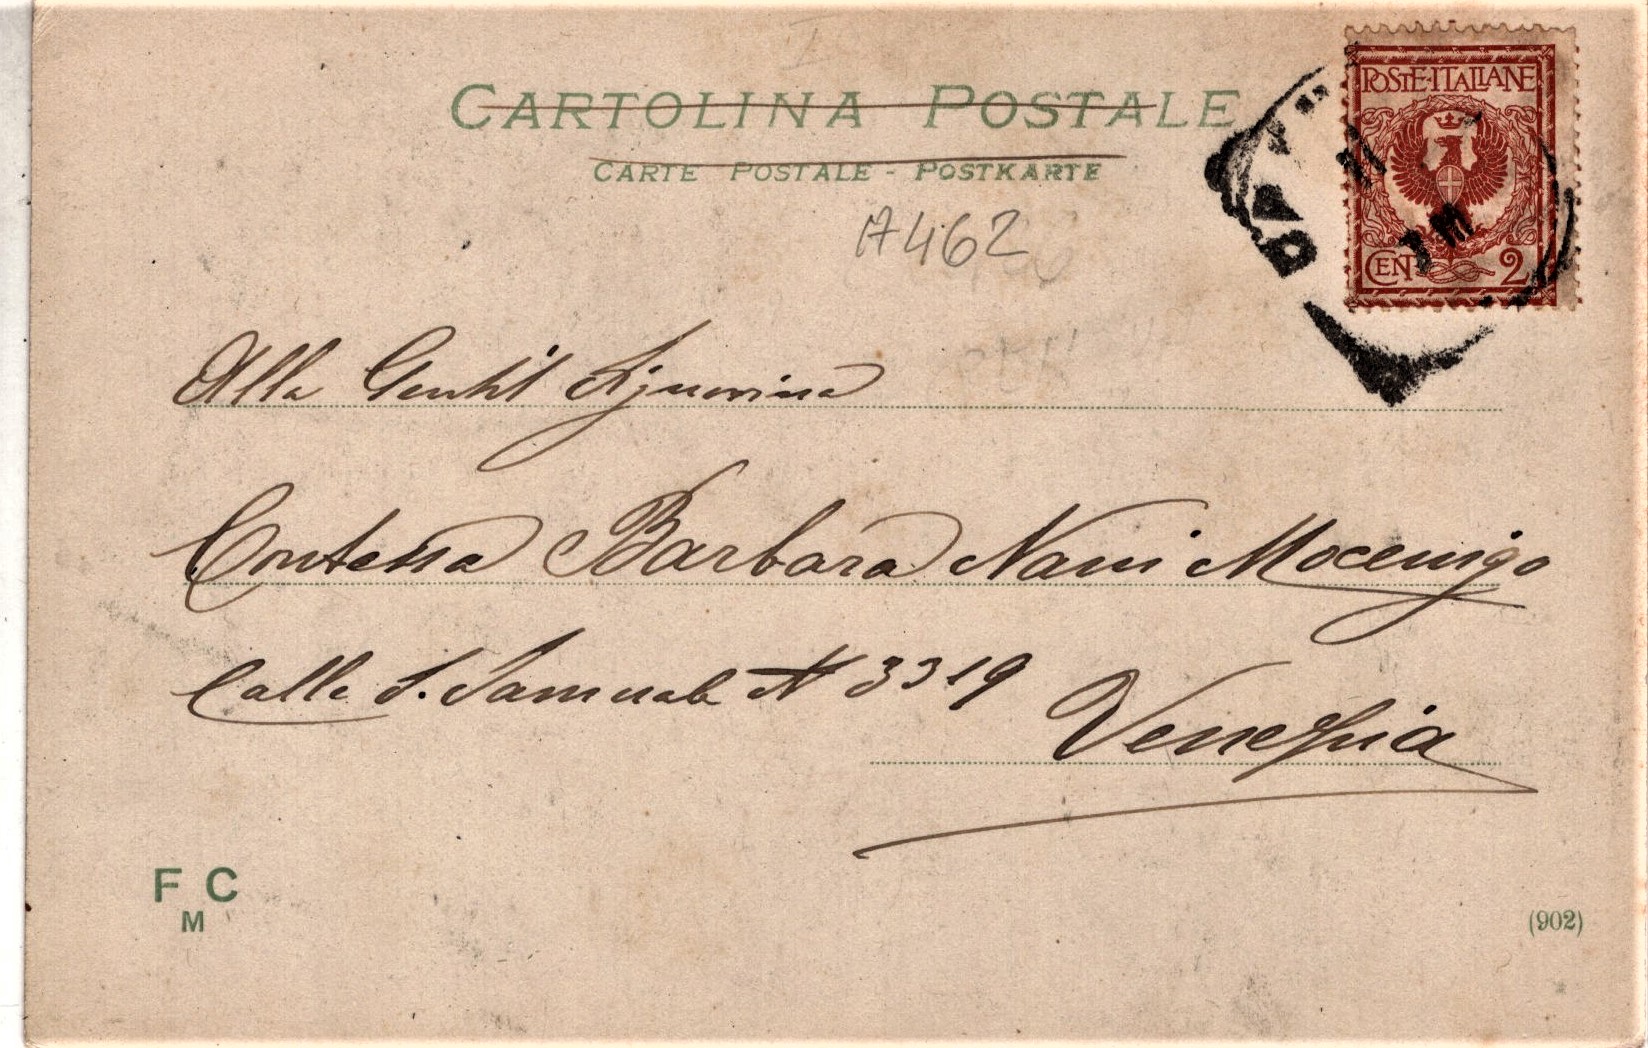 CARTOLINA POSTALE
CARTE POSTALE - POSTKARTE
POSTE·ITALIANE
CENT 2
A462
Alla Gentil Signorina
Contessa Barbara Nani Mocenigo
Calle S. Samuele N 3319
Venezia
F C
M
(902)